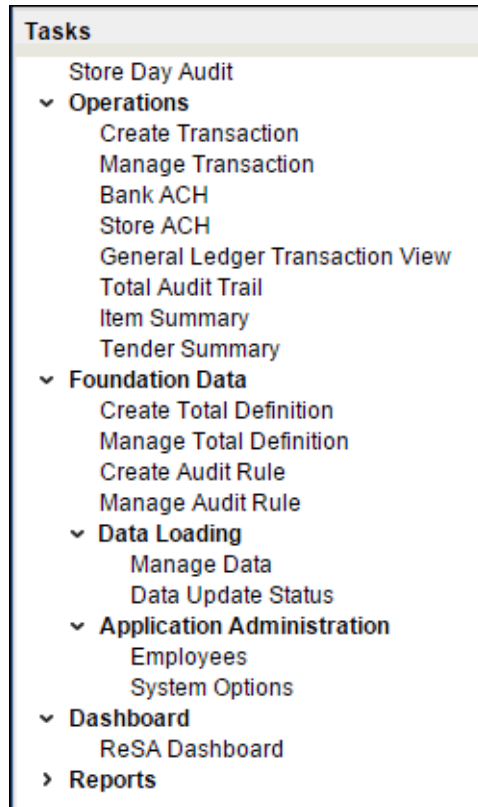 Tasks
Store Day Audit
Operations
Create Transaction
Manage Transaction
Bank ACH
Store ACH
General Ledger Transaction View
Total Audit Trail
Item Summary
Tender Summary
Foundation Data
Create Total Definition
Manage Total Definition
Create Audit Rule
Manage Audit Rule
Data Loading
Manage Data
Data Update Status
Application Administration
Employees
System Options
Dashboard
ReSA Dashboard
Reports